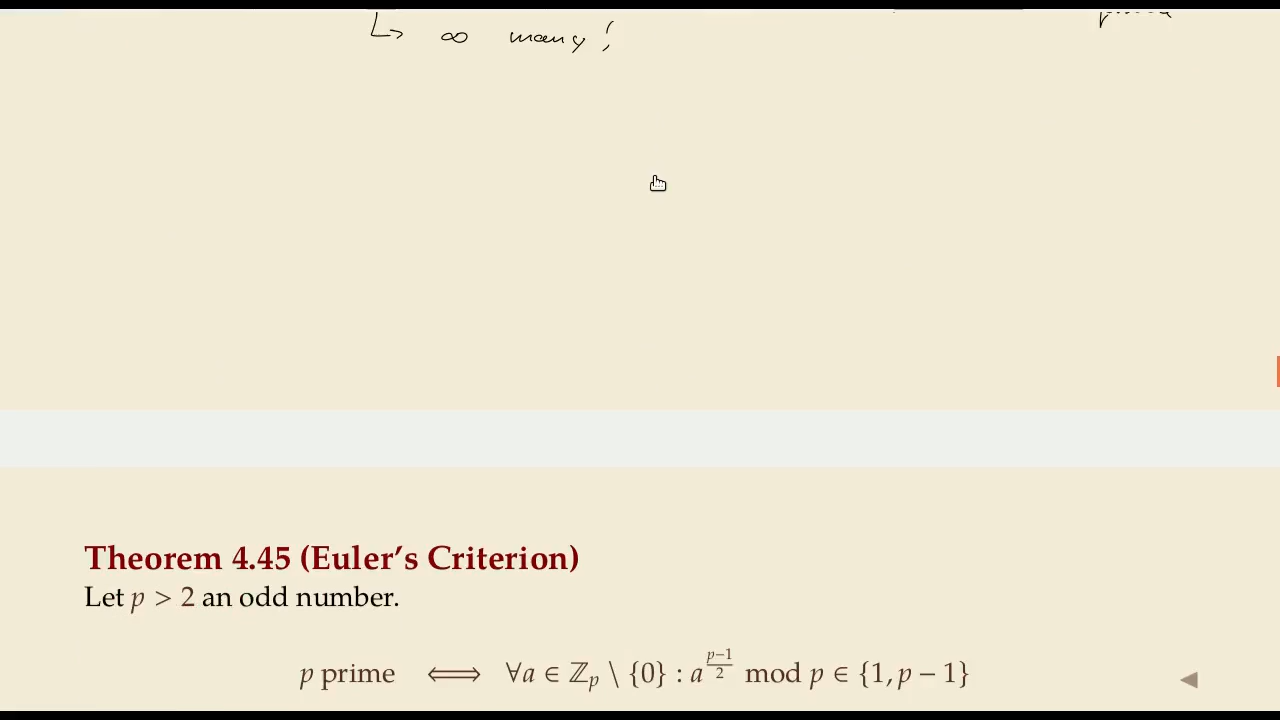 ↳ ∞ many!
Theorem 4.45 (Euler's Criterion)
Let p > 2 an odd number.
p prime ⟺ ∀a ∈ ℤₚ \ {0} : a^{\frac{p−1}{2}} mod p ∈ {1, p − 1}